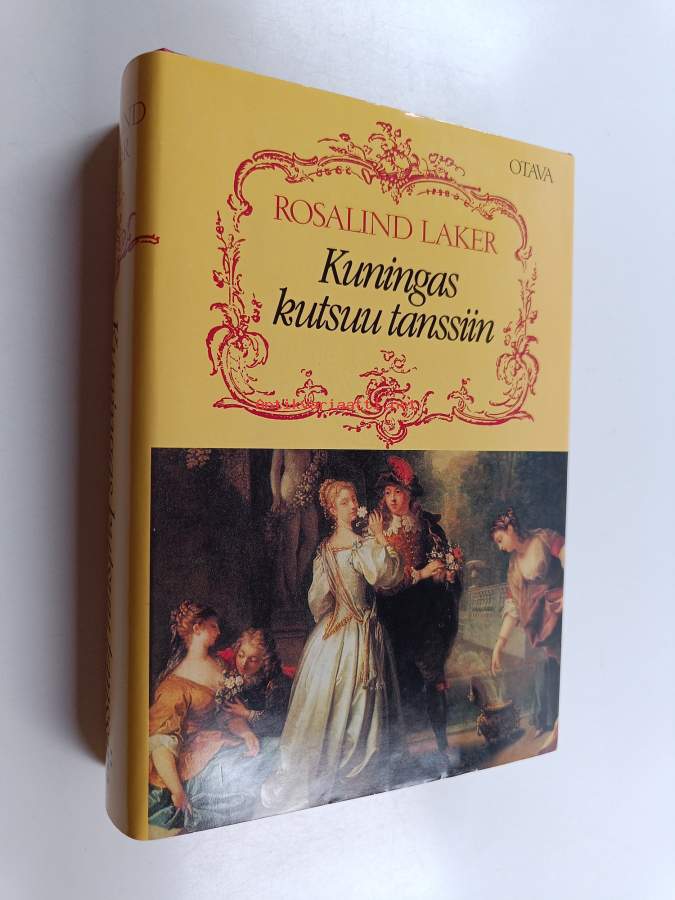 OTAVA
ROSALIND LAKER
Kuningas
kutsuu tanssiin